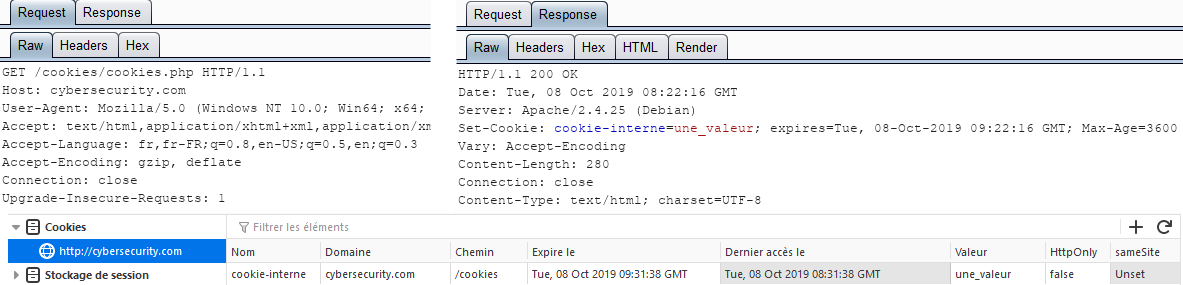 Request Response
Raw Headers Hex
GET /cookies/cookies.php HTTP/1.1
Host: cybersecurity.com
User-Agent: Mozilla/5.0 (Windows NT 10.0; Win64; x64;
Accept: text/html,application/xhtml+xml,application/xm
Accept-Language: fr,fr-FR;q=0.8,en-US;q=0.5,en;q=0.3
Accept-Encoding: gzip, deflate
Connection: close
Upgrade-Insecure-Requests: 1
Request Response
Raw Headers Hex HTML Render
HTTP/1.1 200 OK
Date: Tue, 08 Oct 2019 08:22:16 GMT
Server: Apache/2.4.25 (Debian)
Set-Cookie: cookie-interne=une_valeur; expires=Tue, 08-Oct-2019 09:22:16 GMT; Max-Age=3600
Vary: Accept-Encoding
Content-Length: 280
Connection: close
Content-Type: text/html; charset=UTF-8
Cookies
http://cybersecurity.com
Stockage de session
Filtrer les éléments
Nom Domaine Chemin Expire le Dernier accès le Valeur HttpOnly sameSite
cookie-interne cybersecurity.com /cookies Tue, 08 Oct 2019 09:31:38 GMT Tue, 08 Oct 2019 08:31:38 GMT une_valeur false Unset